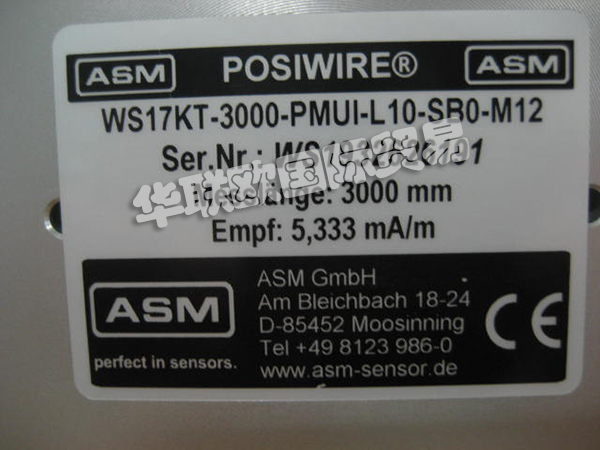 ASM POSIWIRE® ASM
WS17KT-3000-PMUI-L10-SB0-M12
Ser.Nr.:
华联欧国际贸易
3000 mm
Empf: 5,333 mA/m
ASM GmbH
Am Bleichbach 18-24
D-85452 Moosinning
Tel +49 8123 986-0
www.asm-sensor.de
ASM
perfect in sensors.
CE